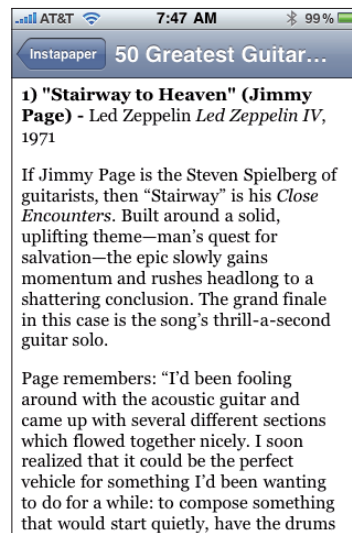 AT&T 7:47 AM 99%
Instapaper 50 Greatest Guitar...
1) "Stairway to Heaven" (Jimmy
Page) - Led Zeppelin Led Zeppelin IV,
1971
If Jimmy Page is the Steven Spielberg of
guitarists, then “Stairway” is his Close
Encounters. Built around a solid,
uplifting theme—man’s quest for
salvation—the epic slowly gains
momentum and rushes headlong to a
shattering conclusion. The grand finale
in this case is the song’s thrill-a-second
guitar solo.
Page remembers: “I’d been fooling
around with the acoustic guitar and
came up with several different sections
which flowed together nicely. I soon
realized that it could be the perfect
vehicle for something I’d been wanting
to do for a while: to compose something
that would start quietly, have the drums